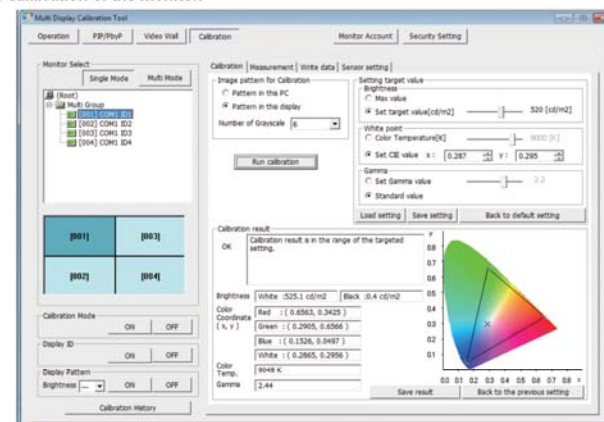 Multi Display Calibration Tool
Operation PIP/PbyP Video Wall Calibration Monitor Account Security Setting
Monitor Select
Single Mode Multi Mode
(Root)
Multi Group
[001] COM1 ID1
[002] COM1 ID2
[003] COM1 ID3
[004] COM1 ID4
[001] [003]
[002] [004]
Calibration Mode
ON OFF
Display ID
ON OFF
Display Pattern
Brightness --- ON OFF
Calibration History
Calibration Measurement Write data Sensor setting
Image pattern for Calibration
Pattern in this PC
Pattern in this display
Number of Grayscale 6
Run calibration
Setting target value
Brightness
Max value
Set target value[cd/m2] 520 [cd/m2]
White point
Color Temperature[K] 9000 [K]
Set CIE value x : 0.287 y : 0.295
Gamma
Set Gamma value 2.2
Standard value
Load setting Save setting Back to default setting
Calibration result
OK Calibration result is in the range of the targeted
setting.
Brightness White :525.1 cd/m2 Black :0.4 cd/m2
Color
Coordinate
( x, y )
Red : ( 0.6563, 0.3425 )
Green : ( 0.2905, 0.6566 )
Blue : ( 0.1526, 0.0497 )
White : ( 0.2865, 0.2956 )
Color
Temp. 9048 K
Gamma 2.44
y
0.8
0.7
0.6
0.5
0.4
0.3
0.2
0.1
0.0 0.1 0.2 0.3 0.4 0.5 0.6 0.7 0.8 x
Save result Back to the previous setting